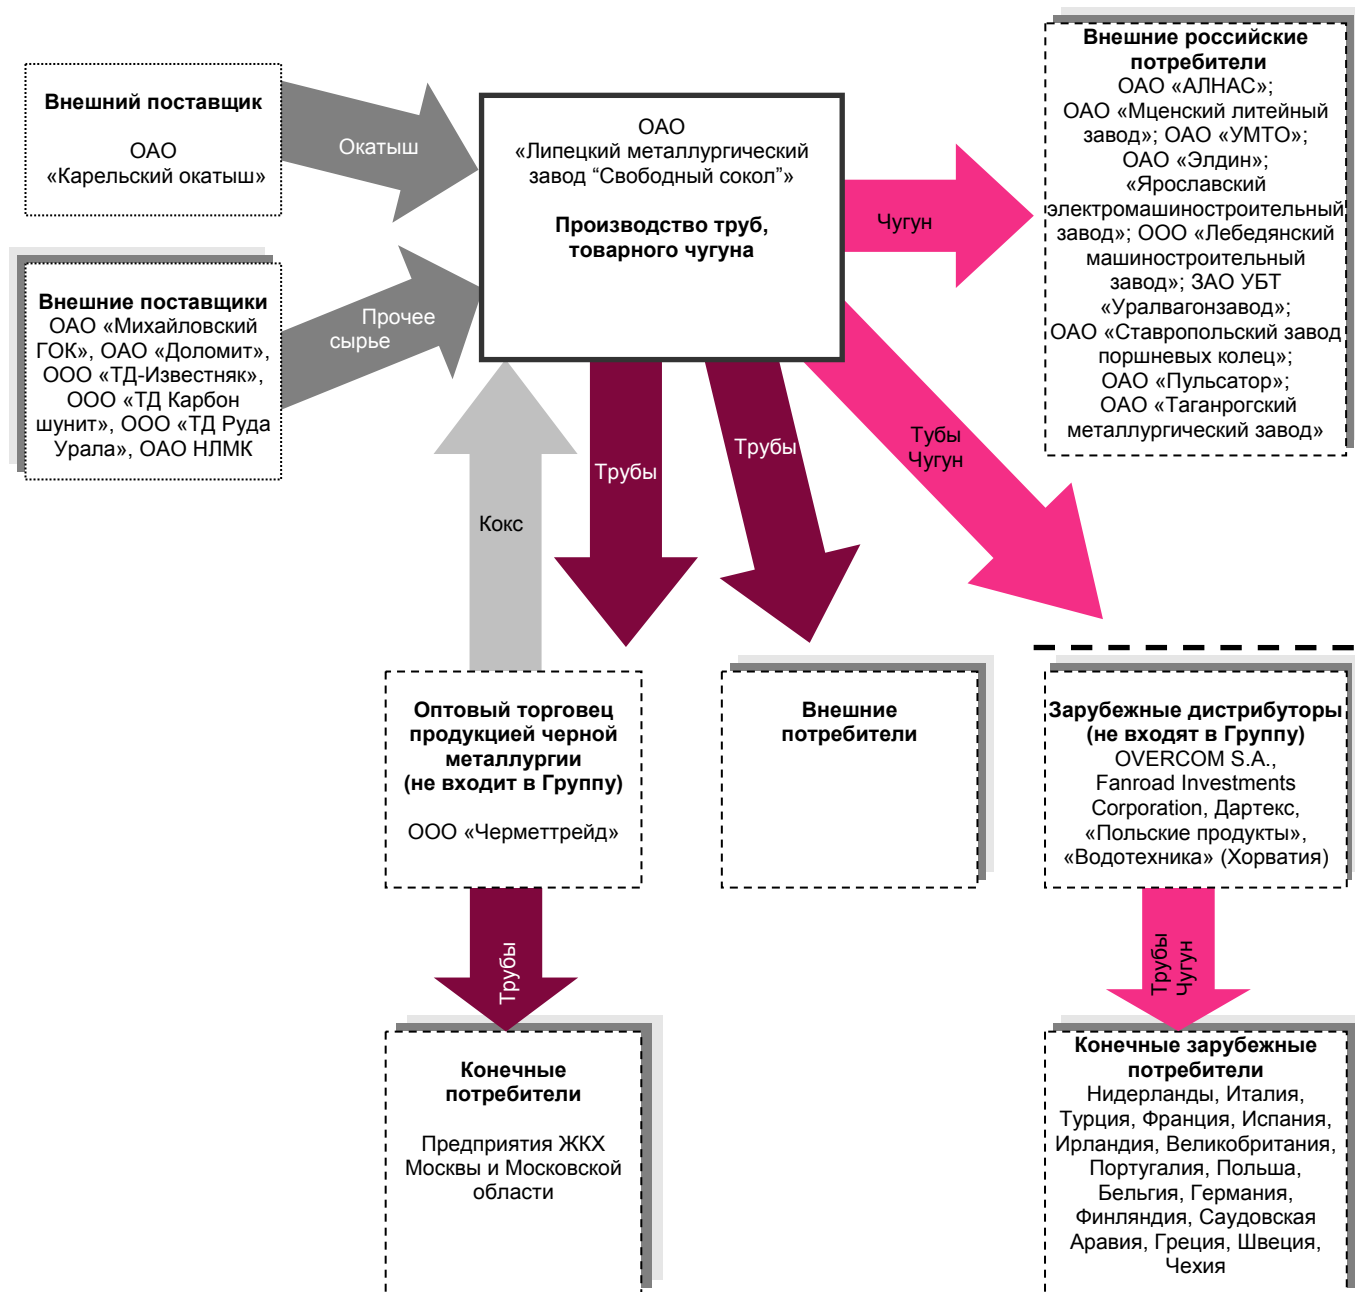 Внешний поставщик
ОАО
«Карельский окатыш»
Окатыш
Внешние поставщики
ОАО «Михайловский
ГОК», ОАО «Доломит»,
ООО «ТД-Известняк»,
ООО «ТД Карбон
шунит», ООО «ТД Руда
Урала», ОАО НЛМК
Прочее
сырье
ОАО
«Липецкий металлургический
завод “Свободный сокол”»
Производство труб,
товарного чугуна
Чугун
Внешние российские
потребители
ОАО «АЛНАС»;
ОАО «Мценский литейный
завод»; ОАО «УМТО»;
ОАО «Элдин»;
«Ярославский
электромашиностроительный
завод»; ООО «Лебедянский
машиностроительный
завод»; ЗАО УБТ
«Уралвагонзавод»;
ОАО «Ставропольский завод
поршневых колец»;
ОАО «Пульсатор»;
ОАО «Таганрогский
металлургический завод»
Кокс
Трубы
Трубы
Тубы
Чугун
Оптовый торговец
продукцией черной
металлургии
(не входит в Группу)
ООО «Черметтрейд»
Внешние
потребители
Зарубежные дистрибуторы
(не входят в Группу)
OVERCOM S.A.,
Fanroad Investments
Corporation, Дартекс,
«Польские продукты»,
«Водотехника» (Хорватия)
Трубы
Трубы
Чугун
Конечные
потребители
Предприятия ЖКХ
Москвы и Московской
области
Конечные зарубежные
потребители
Нидерланды, Италия,
Турция, Франция, Испания,
Ирландия, Великобритания,
Португалия, Польша,
Бельгия, Германия,
Финляндия, Саудовская
Аравия, Греция, Швеция,
Чехия